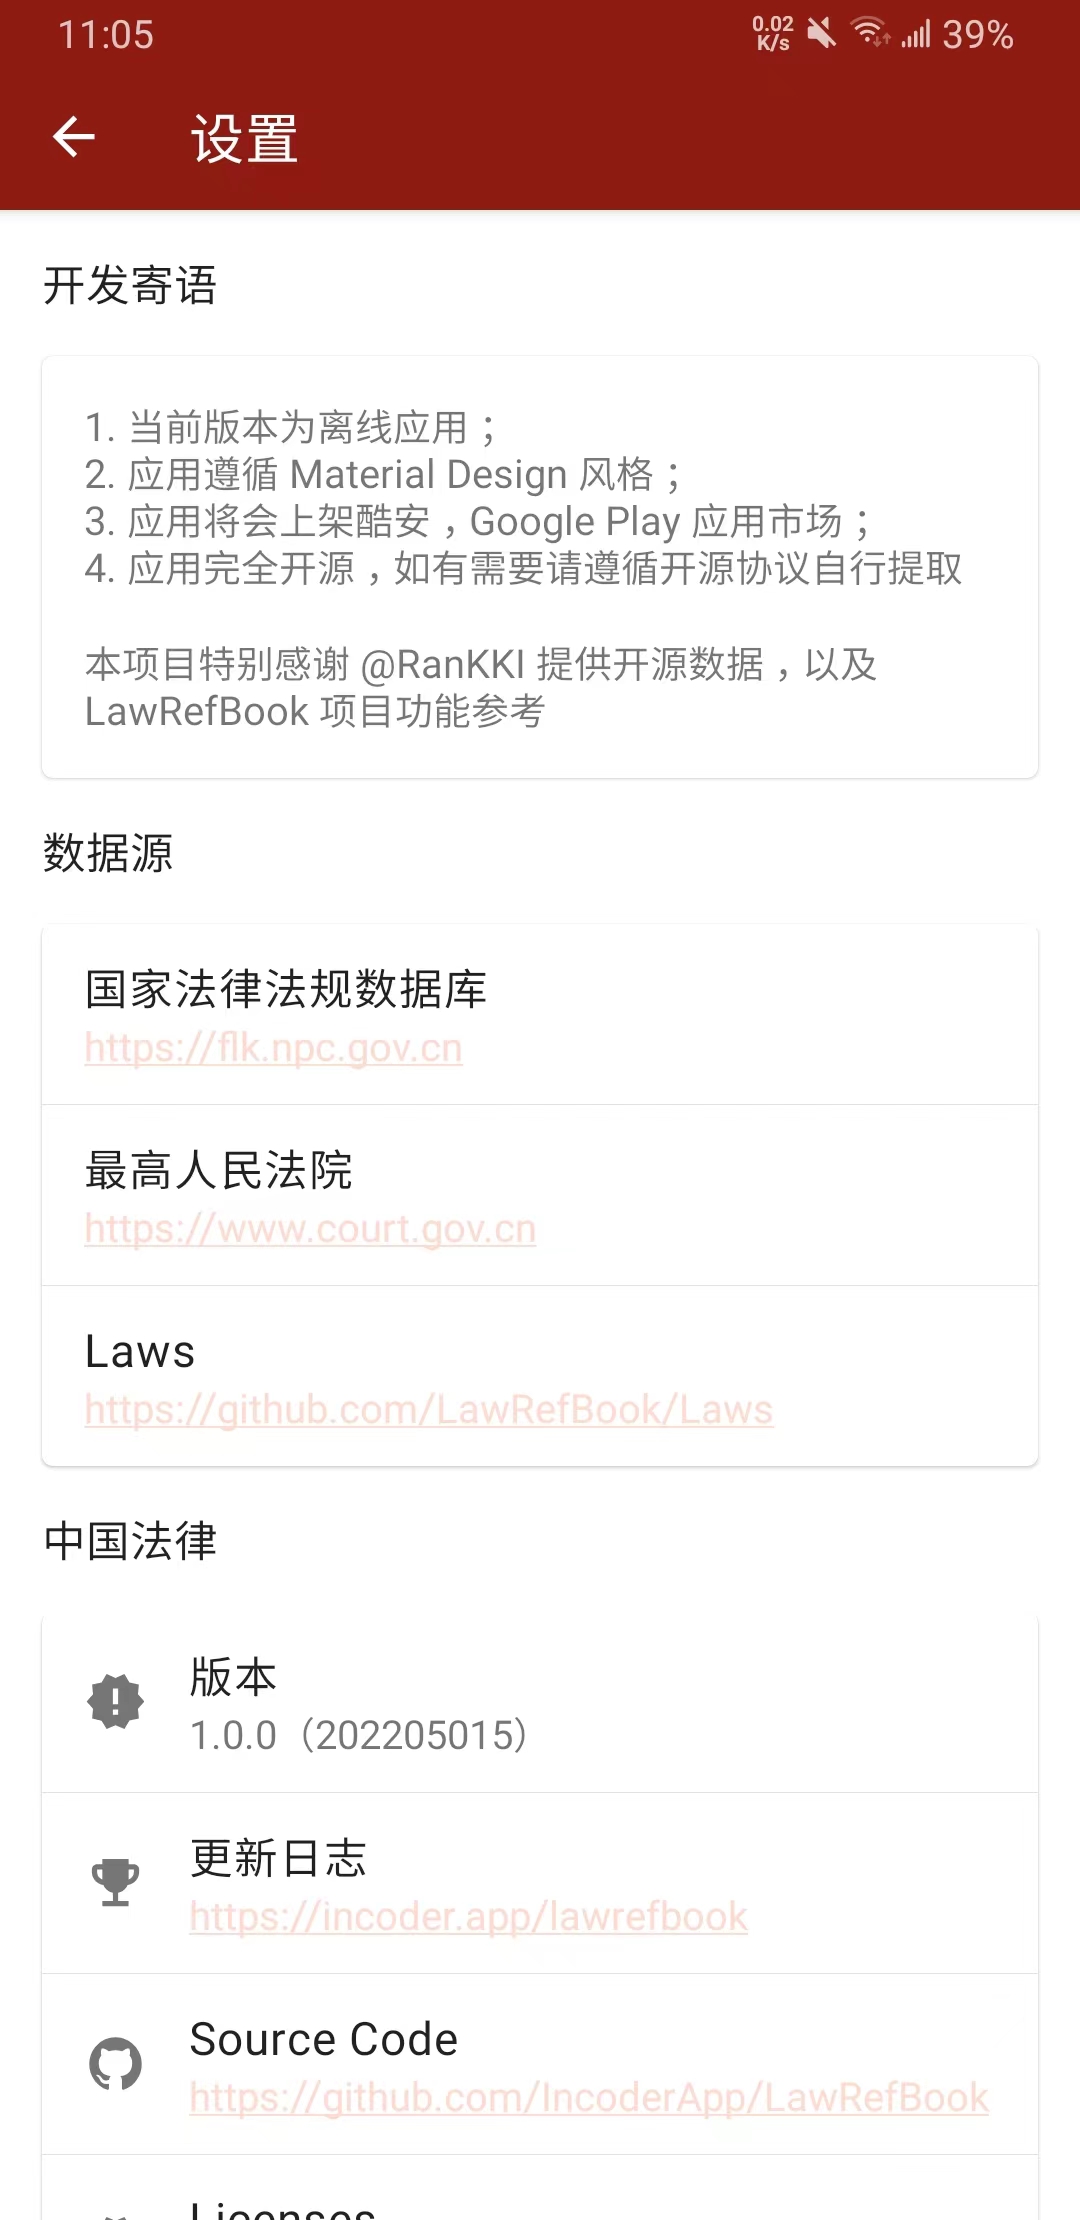 11:05
0.02
K/s
39%
设置
开发寄语
1. 当前版本为离线应用；
2. 应用遵循 Material Design 风格；
3. 应用将会上架酷安，Google Play 应用市场；
4. 应用完全开源，如有需要请遵循开源协议自行提取
本项目特别感谢 @RanKKI 提供开源数据，以及
LawRefBook 项目功能参考
数据源
国家法律法规数据库
https://flk.npc.gov.cn
最高人民法院
https://www.court.gov.cn
Laws
https://github.com/LawRefBook/Laws
中国法律
版本
1.0.0（202205015）
更新日志
https://incoder.app/lawrefbook
Source Code
https://github.com/IncoderApp/LawRefBook
Licenses